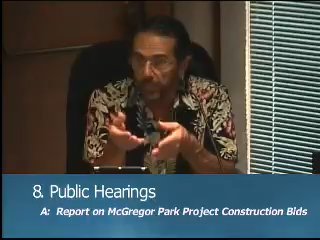 8. Public Hearings
A: Report on McGregor Park Project Construction Bids